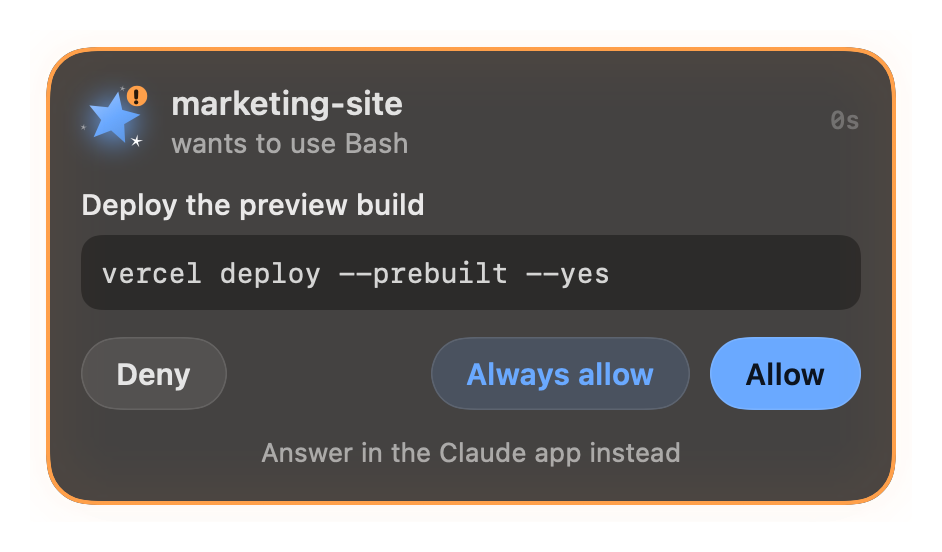 marketing-site
wants to use Bash
0s
Deploy the preview build
vercel deploy --prebuilt --yes
Deny
Always allow
Allow
Answer in the Claude app instead